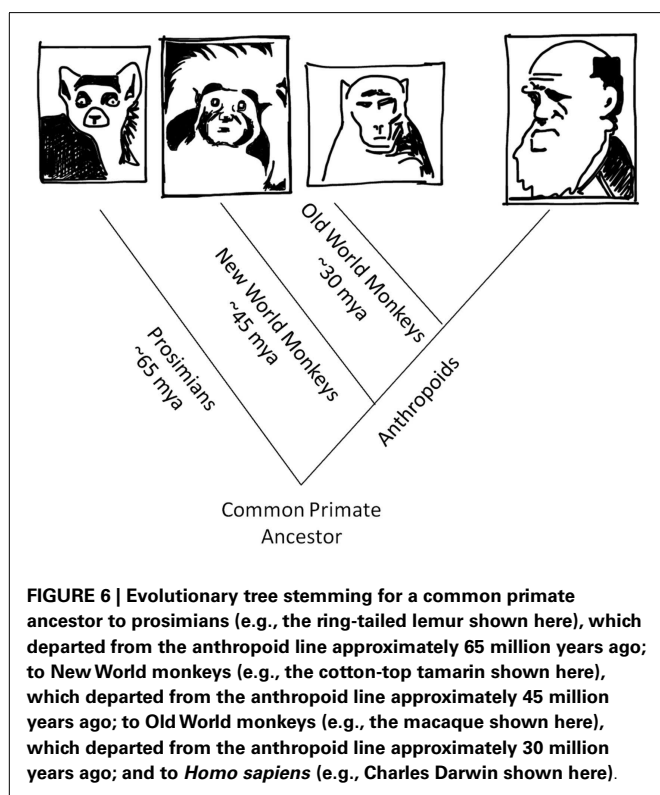 Old World Monkeys
~30 mya
New World Monkeys
~45 mya
Prosimians
~65 mya
Anthropoids
Common Primate
Ancestor
FIGURE 6 | Evolutionary tree stemming for a common primate
ancestor to prosimians (e.g., the ring-tailed lemur shown here), which
departed from the anthropoid line approximately 65 million years ago;
to New World monkeys (e.g., the cotton-top tamarin shown here),
which departed from the anthropoid line approximately 45 million
years ago; to Old World monkeys (e.g., the macaque shown here),
which departed from the anthropoid line approximately 30 million
years ago; and to Homo sapiens (e.g., Charles Darwin shown here).